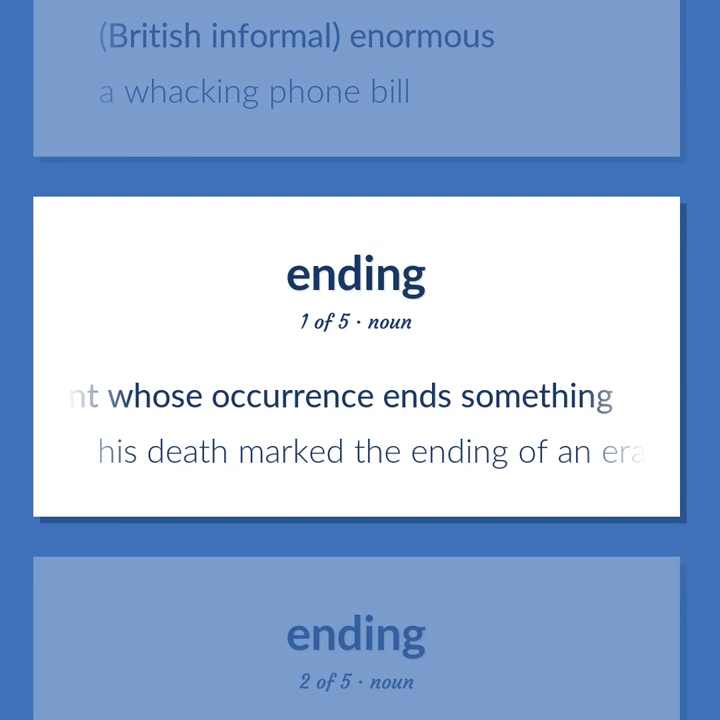 (British informal) enormous
a whacking phone bill
ending
1 of 5 · noun
nt whose occurrence ends something
his death marked the ending of an era
ending
2 of 5 · noun